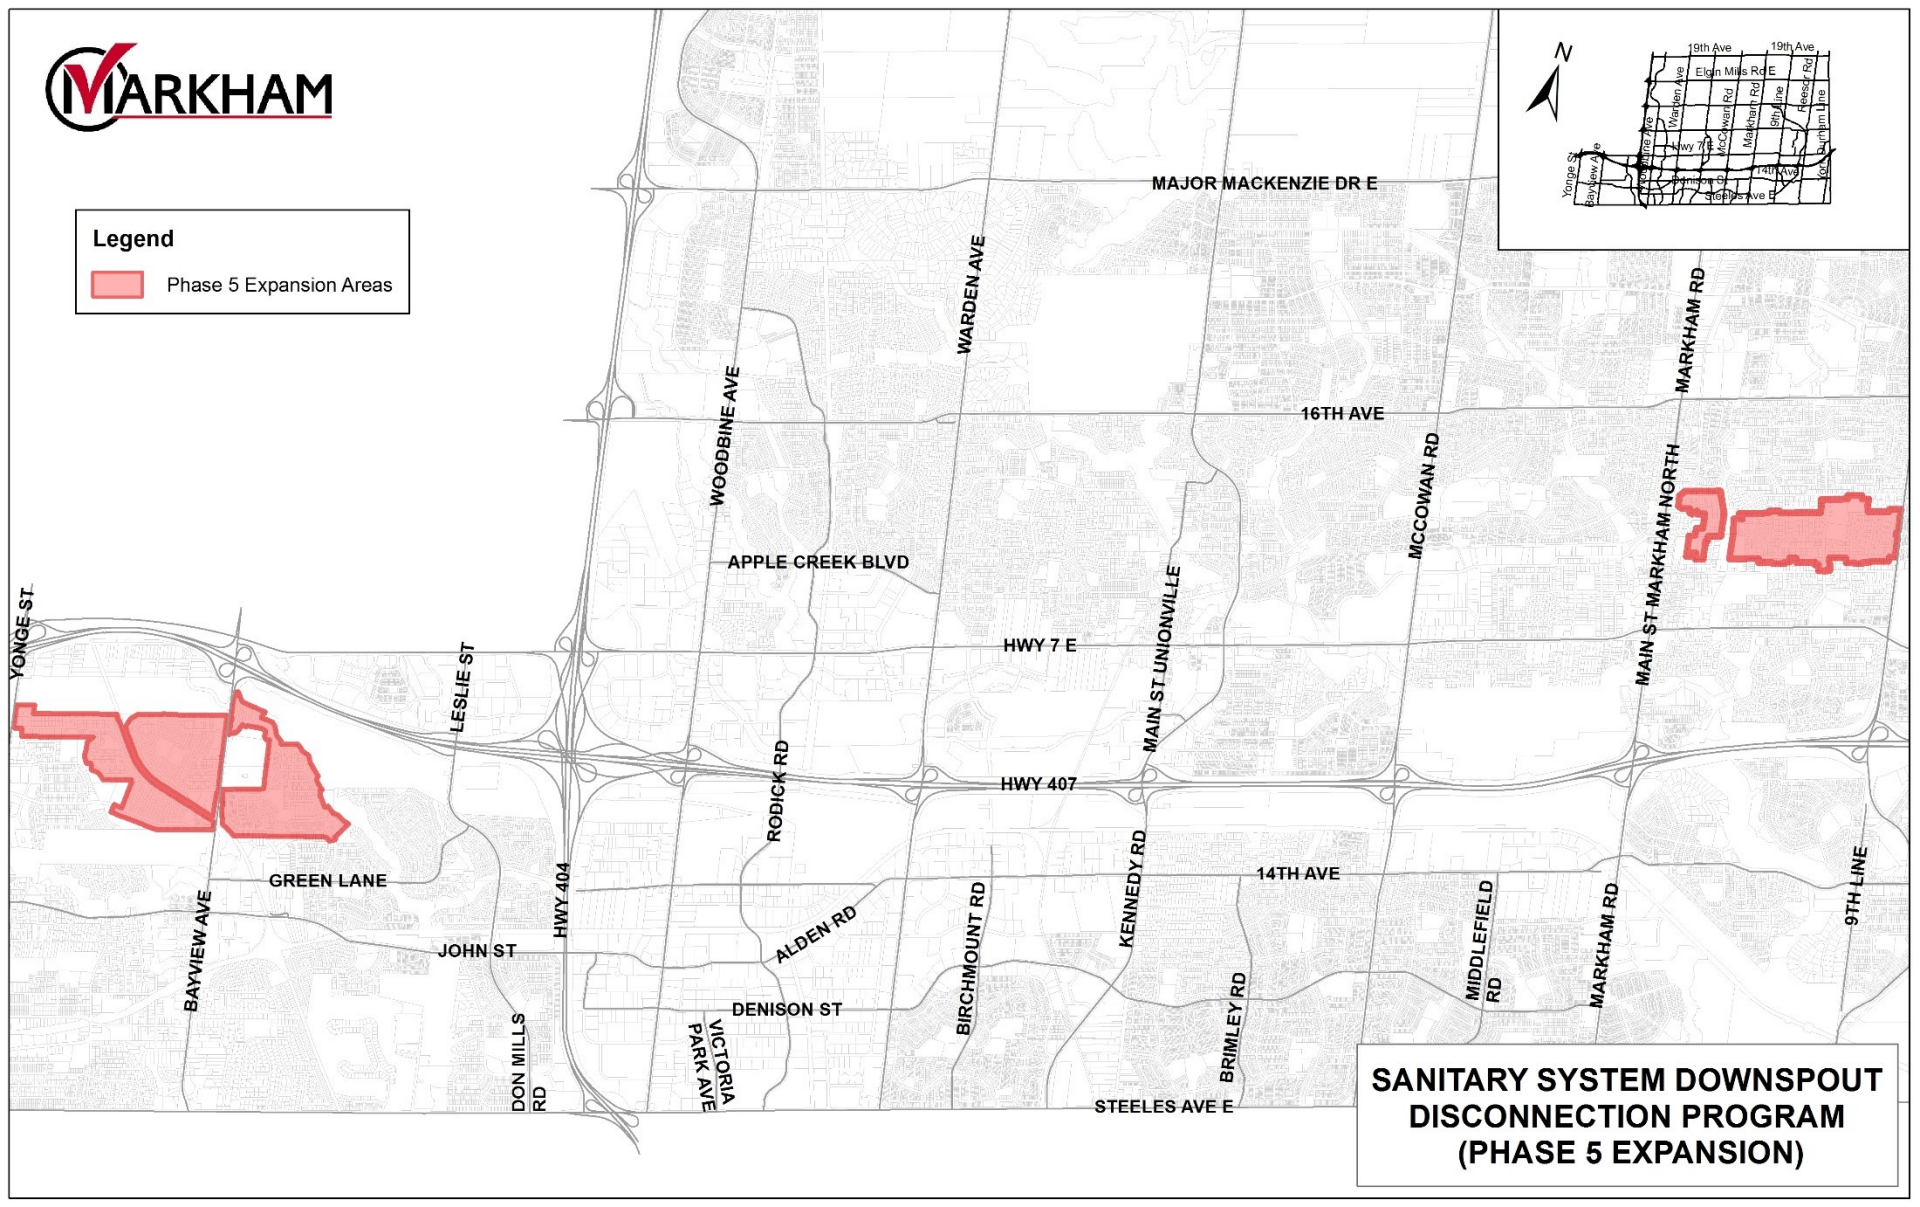 MARKHAM
Legend
Phase 5 Expansion Areas
N
19th Ave
19th Ave
Elgin Mills Rd E
Warden Ave
McCowan Rd
Markham Rd
9th Line
Reesor Rd
York Durham Line
Woodbine Ave
Hwy 7 E
14th Ave
Denison St
Steeles Ave E
Yonge St
Bayview Ave
MAJOR MACKENZIE DR E
WARDEN AVE
MARKHAM RD
WOODBINE AVE
16TH AVE
MCCOWAN RD
MAIN ST MARKHAM NORTH
APPLE CREEK BLVD
MAIN ST UNIONVILLE
YONGE ST
LESLIE ST
HWY 7 E
RODICK RD
HWY 407
GREEN LANE
HWY 404
14TH AVE
KENNEDY RD
BAYVIEW AVE
JOHN ST
ALDEN RD
BIRCHMOUNT RD
MIDDLEFIELD
RD
MARKHAM RD
9TH LINE
DENISON ST
BRIMLEY RD
DON MILLS
RD
VICTORIA
PARK AVE
STEELES AVE E
SANITARY SYSTEM DOWNSPOUT
DISCONNECTION PROGRAM
(PHASE 5 EXPANSION)